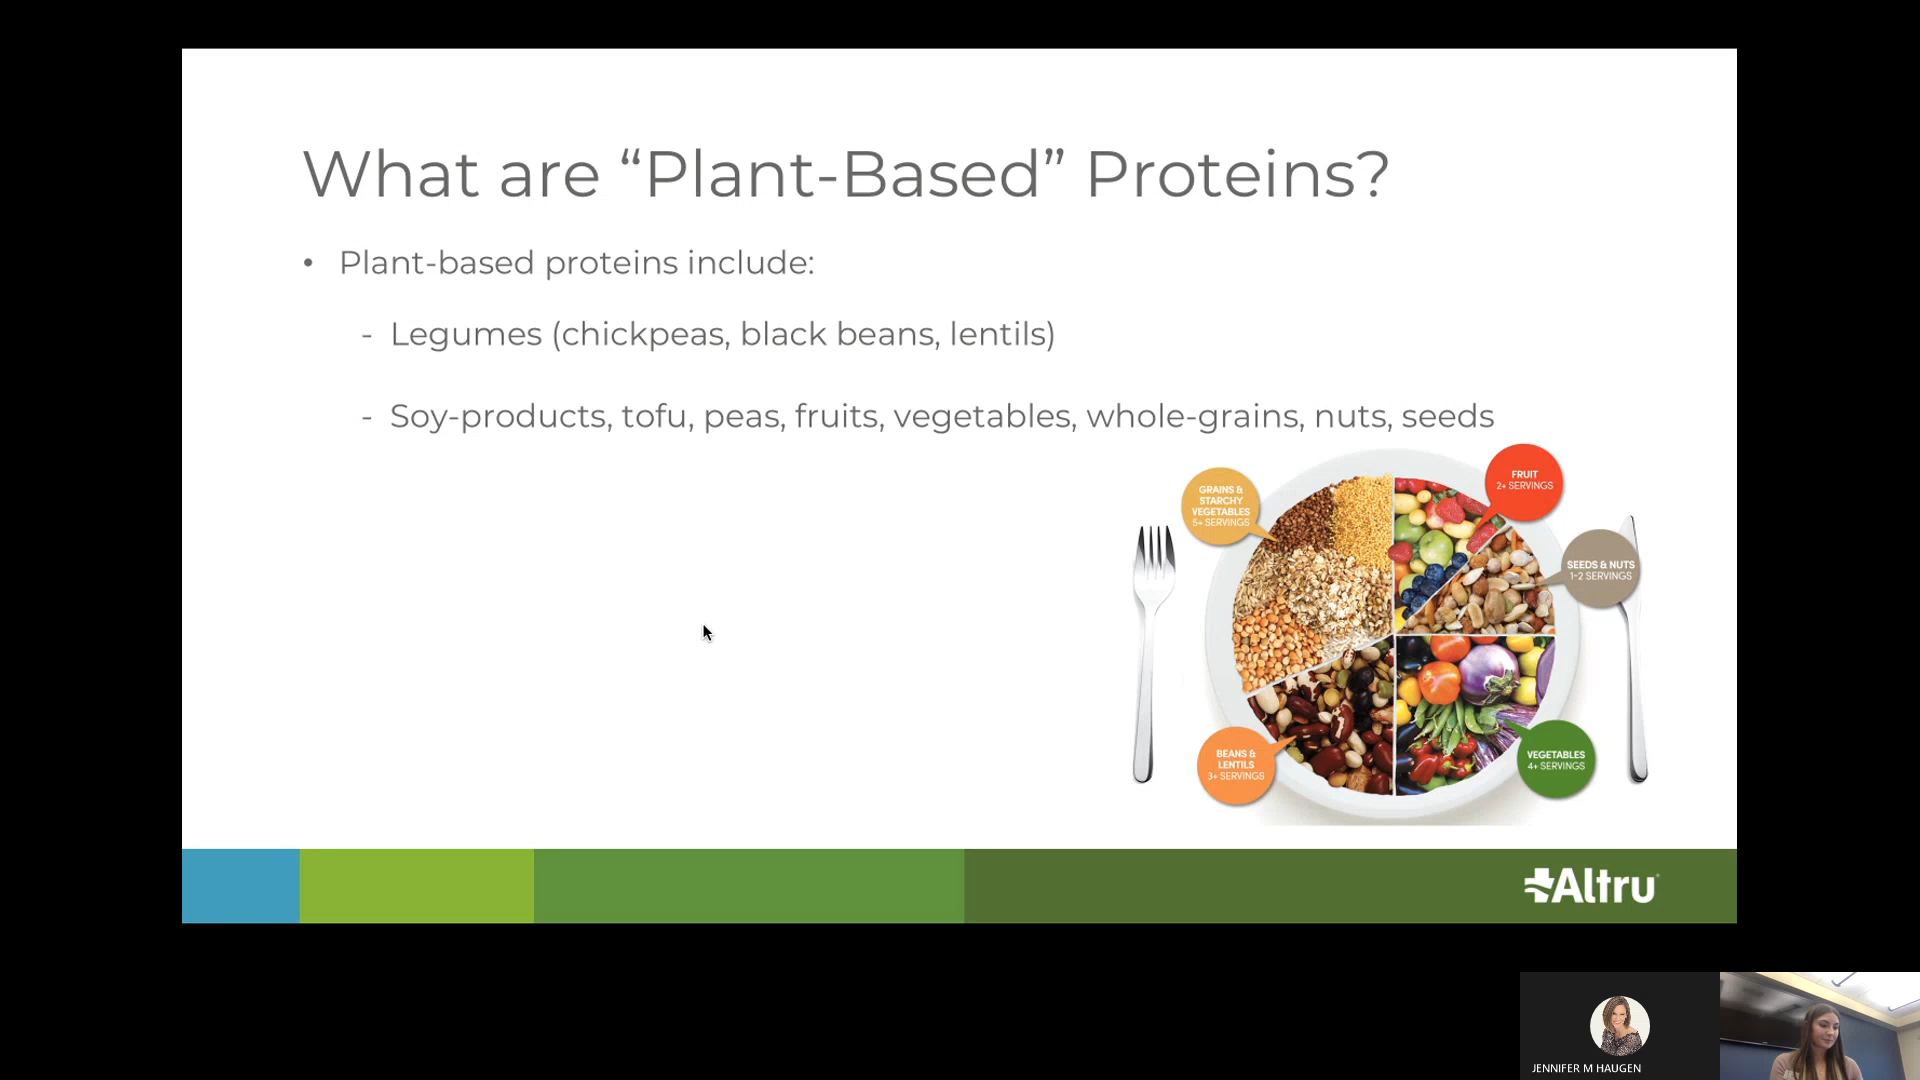 What are “Plant-Based” Proteins?
• Plant-based proteins include:
- Legumes (chickpeas, black beans, lentils)
- Soy-products, tofu, peas, fruits, vegetables, whole-grains, nuts, seeds
GRAINS &
STARCHY
VEGETABLES
5+ SERVINGS
FRUIT
2+ SERVINGS
SEEDS & NUTS
1-2 SERVINGS
BEANS &
LENTILS
3+ SERVINGS
VEGETABLES
4+ SERVINGS
Altru
JENNIFER M HAUGEN